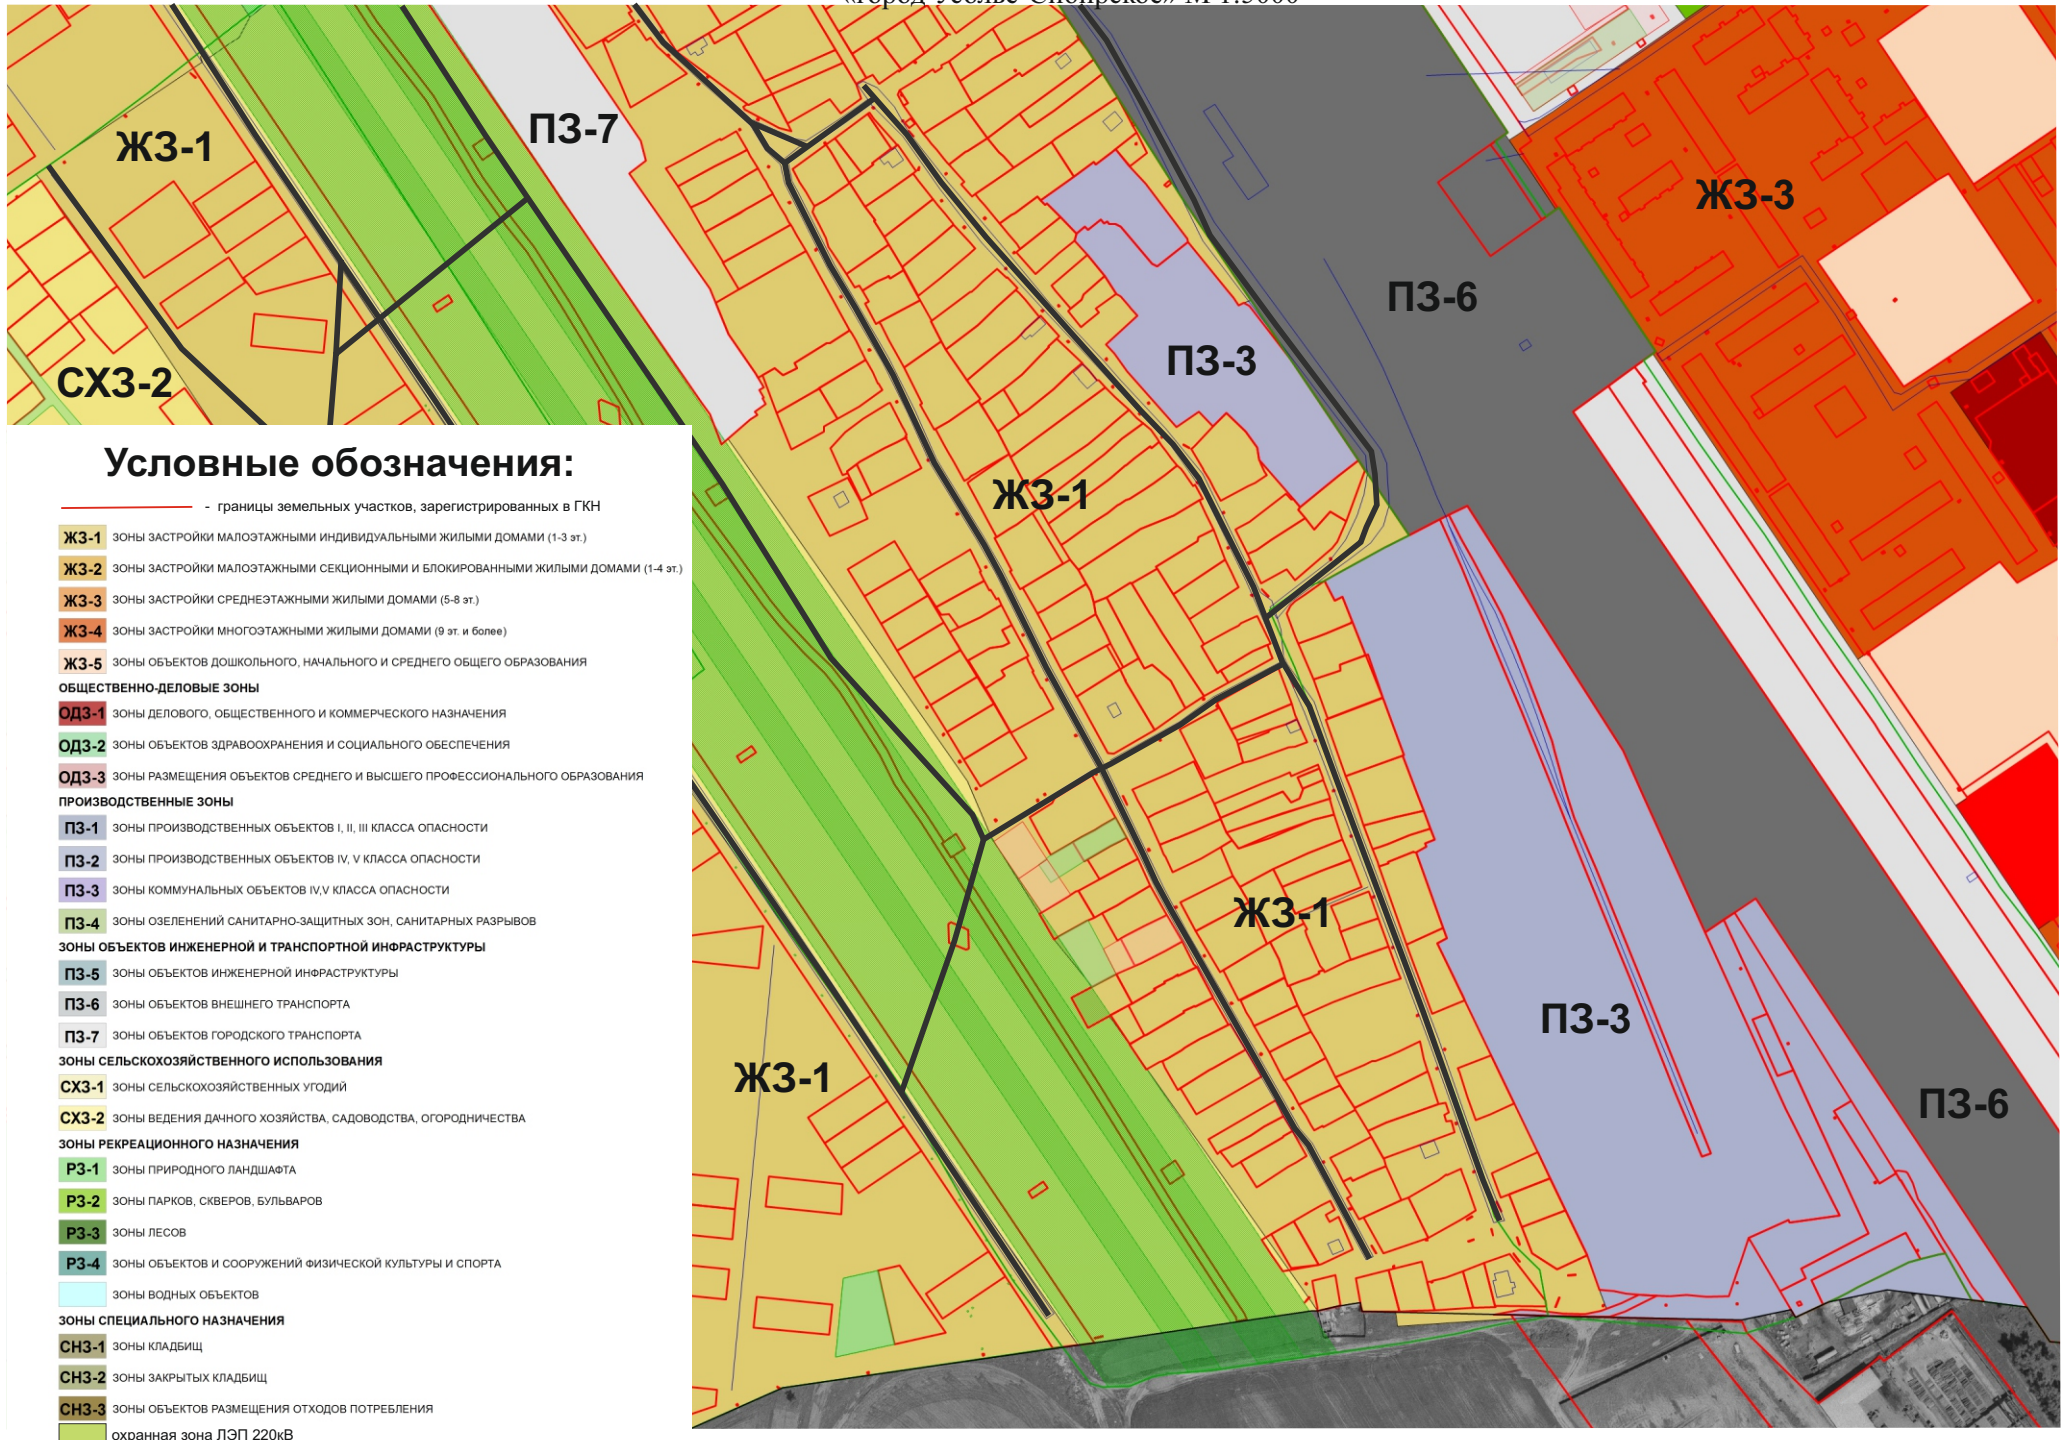 «город Усолье-Сибирское» М 1:5000
ПЗ-7
ЖЗ-1
ЖЗ-3
ПЗ-6
ПЗ-3
СХЗ-2
ЖЗ-1
ЖЗ-1
ПЗ-3
ЖЗ-1
ПЗ-6
Условные обозначения:
- границы земельных участков, зарегистрированных в ГКН
ЖЗ-1 ЗОНЫ ЗАСТРОЙКИ МАЛОЭТАЖНЫМИ ИНДИВИДУАЛЬНЫМИ ЖИЛЫМИ ДОМАМИ (1-3 эт.)
ЖЗ-2 ЗОНЫ ЗАСТРОЙКИ МАЛОЭТАЖНЫМИ СЕКЦИОННЫМИ И БЛОКИРОВАННЫМИ ЖИЛЫМИ ДОМАМИ (1-4 эт.)
ЖЗ-3 ЗОНЫ ЗАСТРОЙКИ СРЕДНЕЭТАЖНЫМИ ЖИЛЫМИ ДОМАМИ (5-8 эт.)
ЖЗ-4 ЗОНЫ ЗАСТРОЙКИ МНОГОЭТАЖНЫМИ ЖИЛЫМИ ДОМАМИ (9 эт. и более)
ЖЗ-5 ЗОНЫ ОБЪЕКТОВ ДОШКОЛЬНОГО, НАЧАЛЬНОГО И СРЕДНЕГО ОБЩЕГО ОБРАЗОВАНИЯ
ОБЩЕСТВЕННО-ДЕЛОВЫЕ ЗОНЫ
ОДЗ-1 ЗОНЫ ДЕЛОВОГО, ОБЩЕСТВЕННОГО И КОММЕРЧЕСКОГО НАЗНАЧЕНИЯ
ОДЗ-2 ЗОНЫ ОБЪЕКТОВ ЗДРАВООХРАНЕНИЯ И СОЦИАЛЬНОГО ОБЕСПЕЧЕНИЯ
ОДЗ-3 ЗОНЫ РАЗМЕЩЕНИЯ ОБЪЕКТОВ СРЕДНЕГО И ВЫСШЕГО ПРОФЕССИОНАЛЬНОГО ОБРАЗОВАНИЯ
ПРОИЗВОДСТВЕННЫЕ ЗОНЫ
ПЗ-1 ЗОНЫ ПРОИЗВОДСТВЕННЫХ ОБЪЕКТОВ I, II, III КЛАССА ОПАСНОСТИ
ПЗ-2 ЗОНЫ ПРОИЗВОДСТВЕННЫХ ОБЪЕКТОВ IV, V КЛАССА ОПАСНОСТИ
ПЗ-3 ЗОНЫ КОММУНАЛЬНЫХ ОБЪЕКТОВ IV,V КЛАССА ОПАСНОСТИ
ПЗ-4 ЗОНЫ ОЗЕЛЕНЕНИЙ САНИТАРНО-ЗАЩИТНЫХ ЗОН, САНИТАРНЫХ РАЗРЫВОВ
ЗОНЫ ОБЪЕКТОВ ИНЖЕНЕРНОЙ И ТРАНСПОРТНОЙ ИНФРАСТРУКТУРЫ
ПЗ-5 ЗОНЫ ОБЪЕКТОВ ИНЖЕНЕРНОЙ ИНФРАСТРУКТУРЫ
ПЗ-6 ЗОНЫ ОБЪЕКТОВ ВНЕШНЕГО ТРАНСПОРТА
ПЗ-7 ЗОНЫ ОБЪЕКТОВ ГОРОДСКОГО ТРАНСПОРТА
ЗОНЫ СЕЛЬСКОХОЗЯЙСТВЕННОГО ИСПОЛЬЗОВАНИЯ
СХЗ-1 ЗОНЫ СЕЛЬСКОХОЗЯЙСТВЕННЫХ УГОДИЙ
СХЗ-2 ЗОНЫ ВЕДЕНИЯ ДАЧНОГО ХОЗЯЙСТВА, САДОВОДСТВА, ОГОРОДНИЧЕСТВА
ЗОНЫ РЕКРЕАЦИОННОГО НАЗНАЧЕНИЯ
РЗ-1 ЗОНЫ ПРИРОДНОГО ЛАНДШАФТА
РЗ-2 ЗОНЫ ПАРКОВ, СКВЕРОВ, БУЛЬВАРОВ
РЗ-3 ЗОНЫ ЛЕСОВ
РЗ-4 ЗОНЫ ОБЪЕКТОВ И СООРУЖЕНИЙ ФИЗИЧЕСКОЙ КУЛЬТУРЫ И СПОРТА
ЗОНЫ ВОДНЫХ ОБЪЕКТОВ
ЗОНЫ СПЕЦИАЛЬНОГО НАЗНАЧЕНИЯ
СНЗ-1 ЗОНЫ КЛАДБИЩ
СНЗ-2 ЗОНЫ ЗАКРЫТЫХ КЛАДБИЩ
СНЗ-3 ЗОНЫ ОБЪЕКТОВ РАЗМЕЩЕНИЯ ОТХОДОВ ПОТРЕБЛЕНИЯ
охранная зона ЛЭП 220кВ